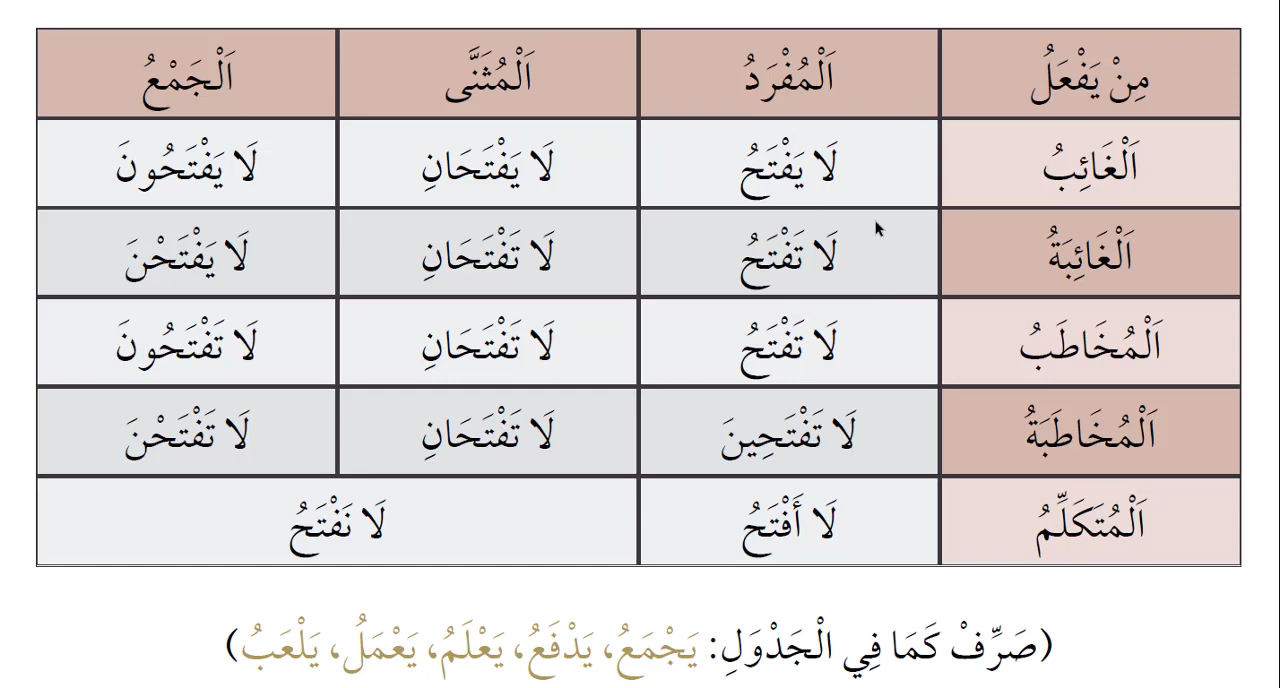 مِنْ يَفْعَلُ اَلْمُفْرَدُ اَلْمُثَنَّى اَلْجَمْعُ
اَلْغَائِبُ لَا يَفْتَحُ لَا يَفْتَحَانِ لَا يَفْتَحُونَ
اَلْغَائِبَةُ لَا تَفْتَحُ لَا تَفْتَحَانِ لَا يَفْتَحْنَ
اَلْمُخَاطَبُ لَا تَفْتَحُ لَا تَفْتَحَانِ لَا تَفْتَحُونَ
اَلْمُخَاطَبَةُ لَا تَفْتَحِينَ لَا تَفْتَحَانِ لَا تَفْتَحْنَ
اَلْمُتَكَلِّمُ لَا أَفْتَحُ لَا نَفْتَحُ
(صَرِّفْ كَمَا فِي الْجَدْوَلِ: يَجْمَعُ، يَدْفَعُ، يَعْلَمُ، يَعْمَلُ، يَلْعَبُ)